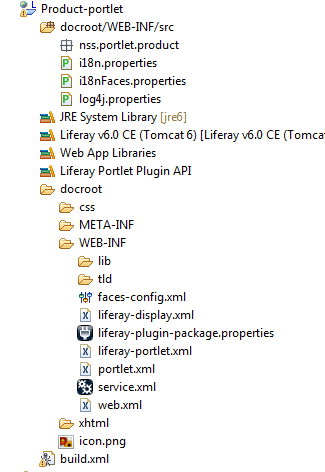 Product-portlet
docroot/WEB-INF/src
nss.portlet.product
i18n.properties
i18nFaces.properties
log4j.properties
JRE System Library [jre6]
Liferay v6.0 CE (Tomcat 6) [Liferay v6.0 CE (Tomca
Web App Libraries
Liferay Portlet Plugin API
docroot
css
META-INF
WEB-INF
lib
tld
faces-config.xml
liferay-display.xml
liferay-plugin-package.properties
liferay-portlet.xml
portlet.xml
service.xml
web.xml
xhtml
icon.png
build.xml